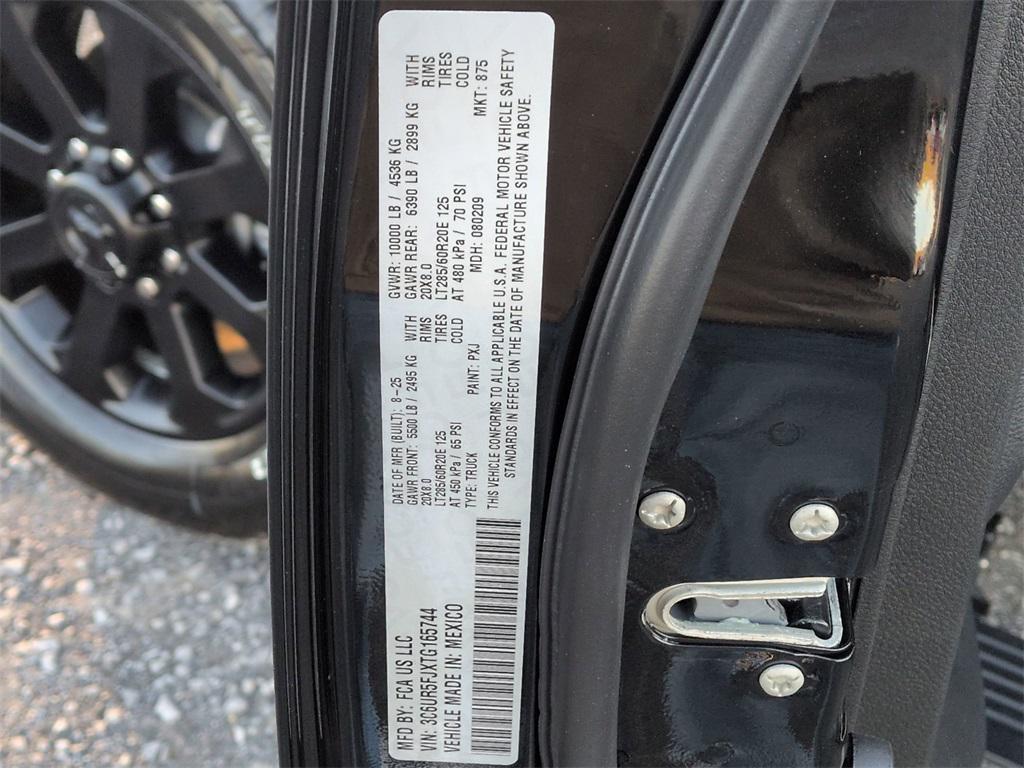 MFD BY: FCA US LLC
DATE OF MFR (BUILT): 8-25 GVWR: 10000 LB / 4536 KG
GAWR FRONT: 5500 LB / 2495 KG WITH GAWR REAR: 6390 LB / 2899 KG WITH
20X8.0 RIMS 20X8.0 RIMS
LT285/60R20E 125 TIRES LT285/60R20E 125 TIRES
AT 450 kPa / 65 PSI COLD AT 480 kPa / 70 PSI COLD
VIN: 3C6UR5FJXTG165744
TYPE: TRUCK PAINT: PXJ MDH: 080209 MKT: 875
VEHICLE MADE IN: MEXICO
THIS VEHICLE CONFORMS TO ALL APPLICABLE U.S.A. FEDERAL MOTOR VEHICLE SAFETY
STANDARDS IN EFFECT ON THE DATE OF MANUFACTURE SHOWN ABOVE.